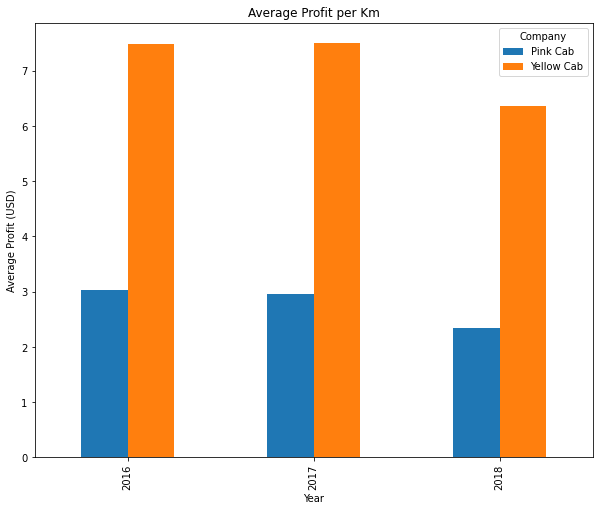 Average Profit per Km
Company
Pink Cab
Yellow Cab
Average Profit (USD)
7
6
5
4
3
2
1
0
2016
2017
2018
Year